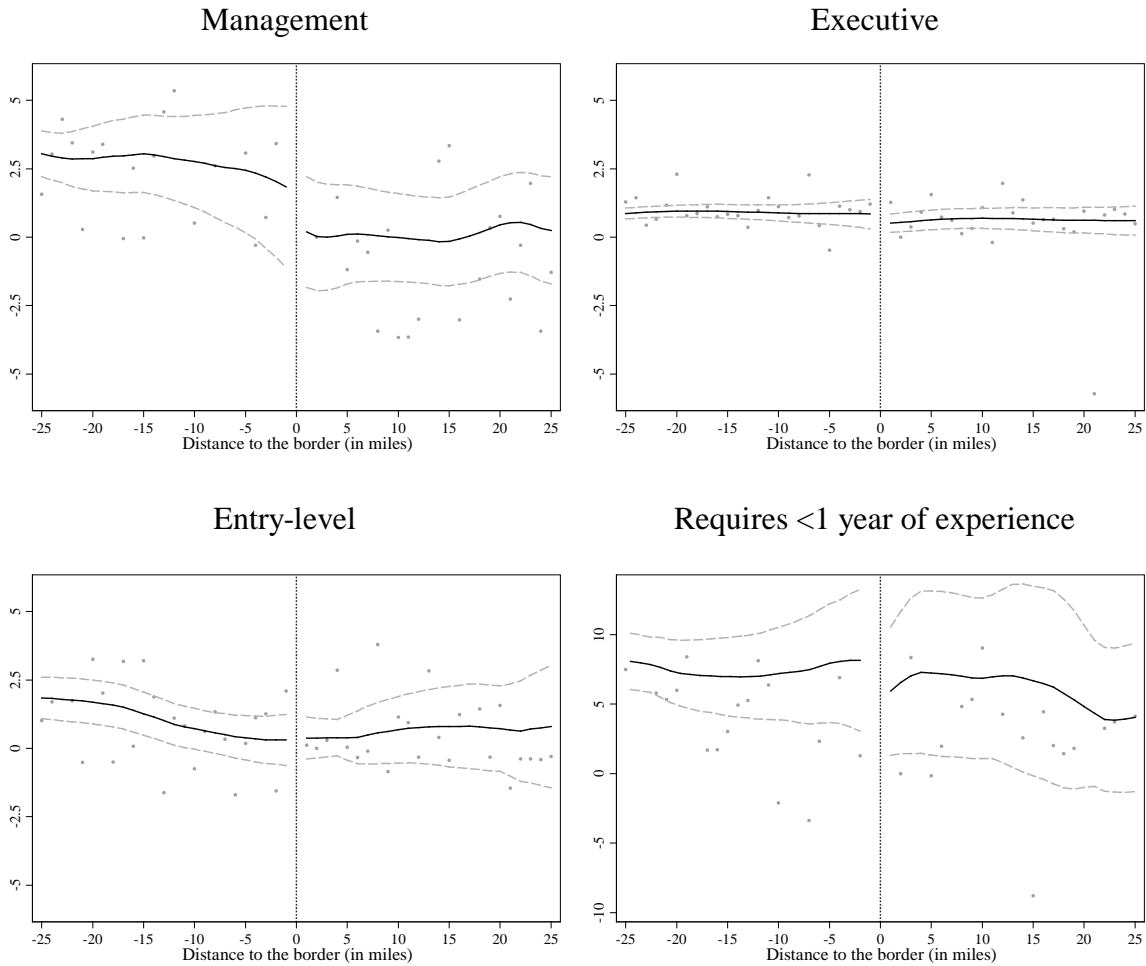 Management
5
2.5
0
-2.5
-5
-25 -20 -15 -10 -5 0 5 10 15 20 25
Distance to the border (in miles)
Executive
5
2.5
0
-2.5
-5
-25 -20 -15 -10 -5 0 5 10 15 20 25
Distance to the border (in miles)
Entry-level
5
2.5
0
-2.5
-5
-25 -20 -15 -10 -5 0 5 10 15 20 25
Distance to the border (in miles)
Requires <1 year of experience
10
5
0
-5
-10
-25 -20 -15 -10 -5 0 5 10 15 20 25
Distance to the border (in miles)